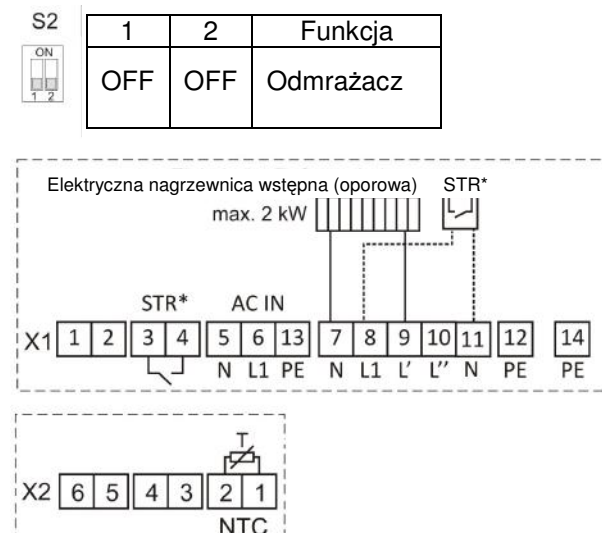 S2
ON
1 2
1 2 Funkcja
OFF OFF Odmrażacz
Elektryczna nagrzewnica wstępna (oporowa) STR*
max. 2 kW
STR* AC IN
X1 1 2 3 4 5 6 13 7 8 9 10 11 12 14
N L1 PE N L1 L' L'' N PE PE
T
X2 6 5 4 3 2 1
NTC